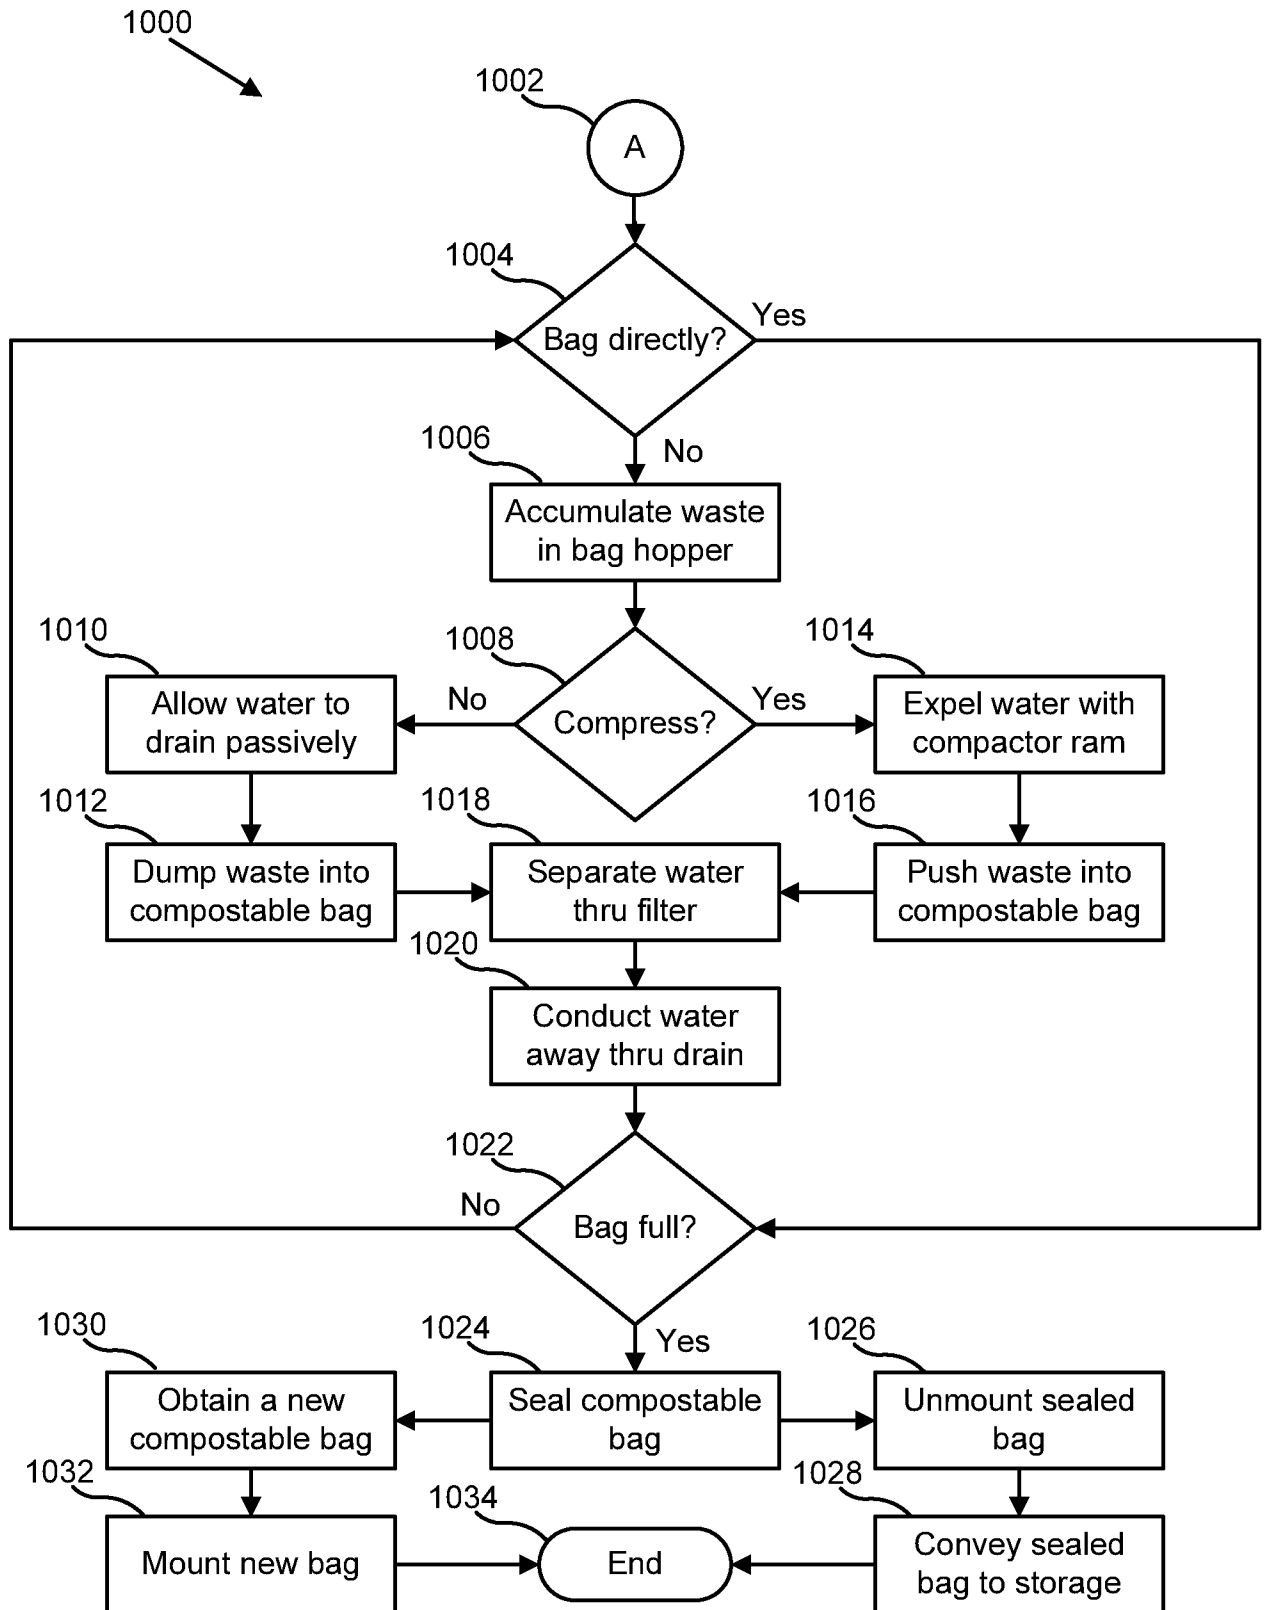 1000
1002
A
1004
Bag directly?
Yes
No
1006
Accumulate waste
in bag hopper
1008
Compress?
No
Yes
1010
Allow water to
drain passively
1014
Expel water with
compactor ram
1012
Dump waste into
compostable bag
1018
Separate water
thru filter
1016
Push waste into
compostable bag
1020
Conduct water
away thru drain
1022
Bag full?
No
Yes
1030
Obtain a new
compostable bag
1024
Seal compostable
bag
1026
Unmount sealed
bag
1032
Mount new bag
1034
End
1028
Convey sealed
bag to storage